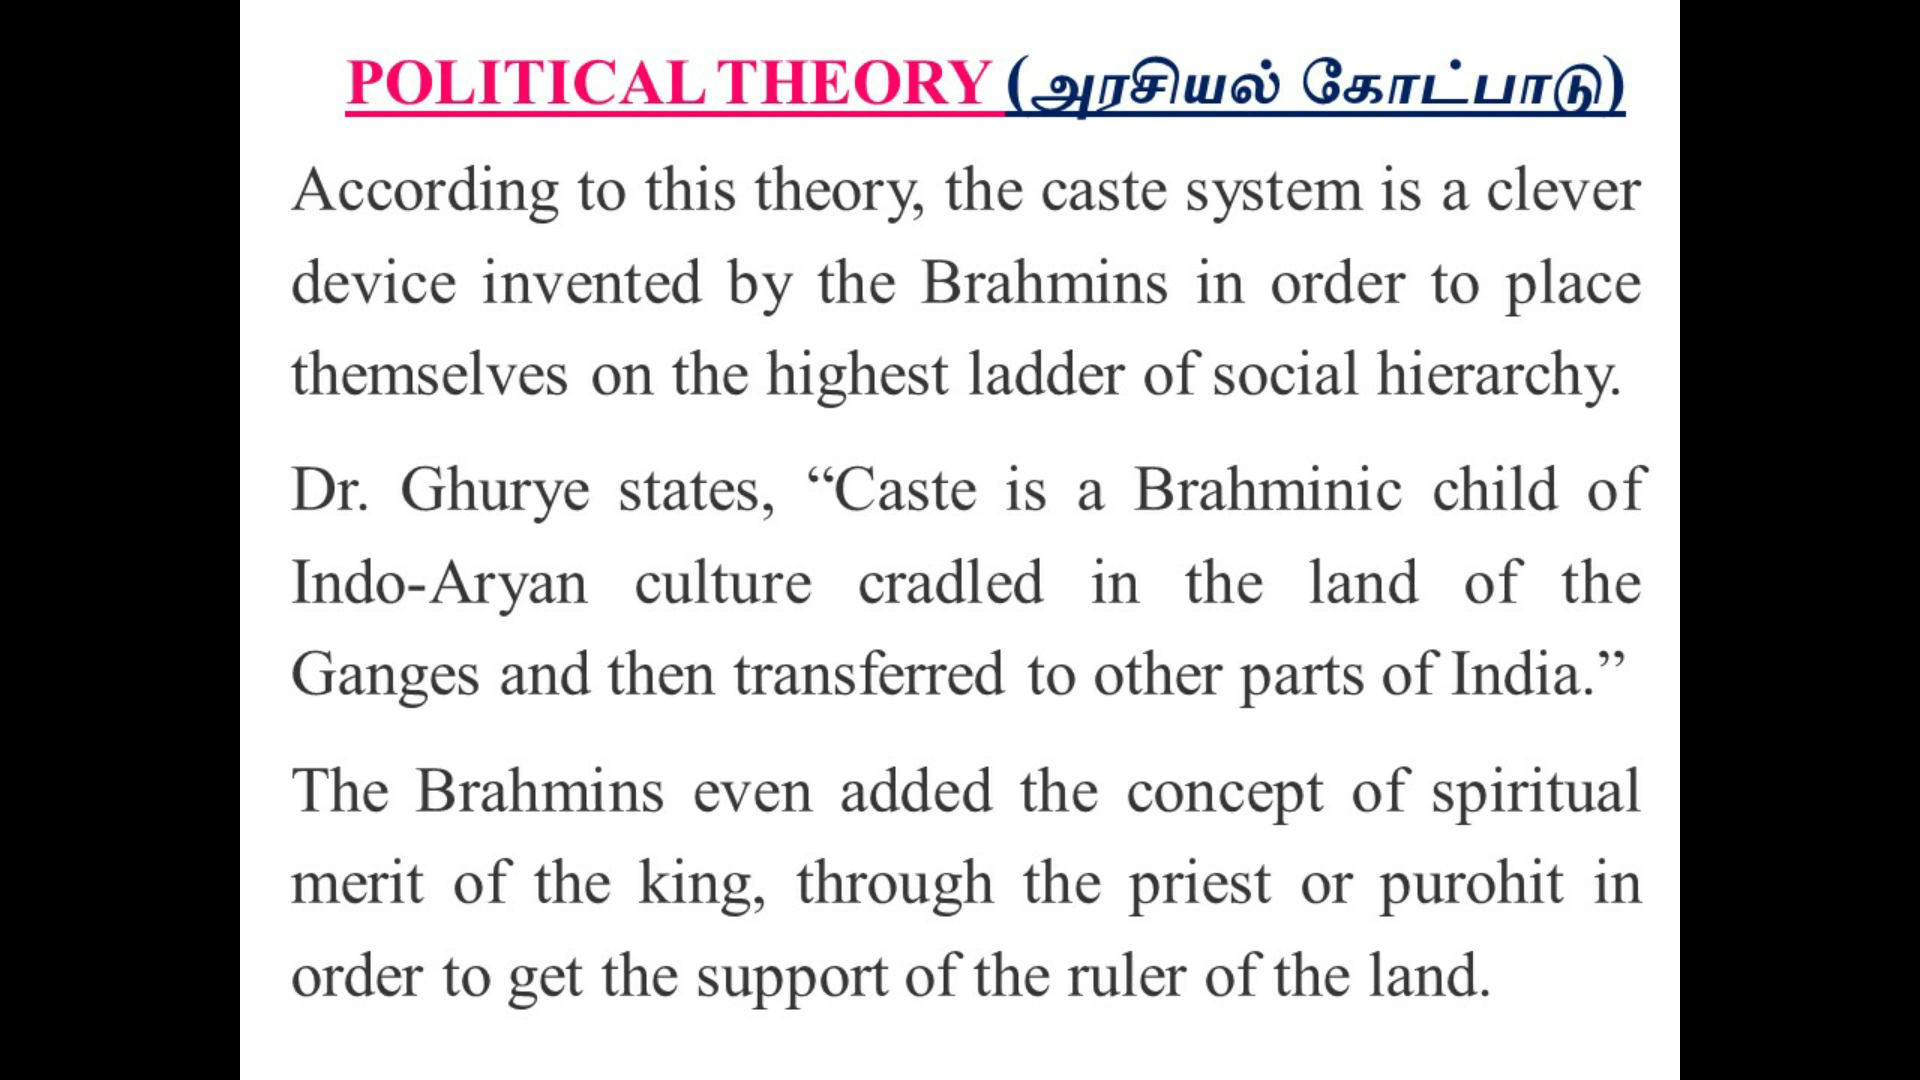 POLITICAL THEORY (அரசியல் கோட்பாடு)
According to this theory, the caste system is a clever
device invented by the Brahmins in order to place
themselves on the highest ladder of social hierarchy.
Dr. Ghurye states, “Caste is a Brahminic child of
Indo-Aryan culture cradled in the land of the
Ganges and then transferred to other parts of India.”
The Brahmins even added the concept of spiritual
merit of the king, through the priest or purohit in
order to get the support of the ruler of the land.